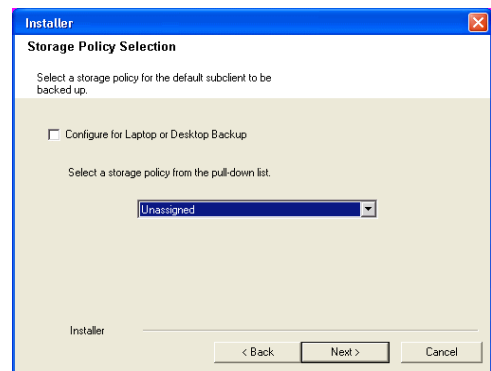 Installer
Storage Policy Selection
Select a storage policy for the default subclient to be
backed up.
Configure for Laptop or Desktop Backup
Select a storage policy from the pull-down list.
Unassigned
Installer
< Back
Next >
Cancel